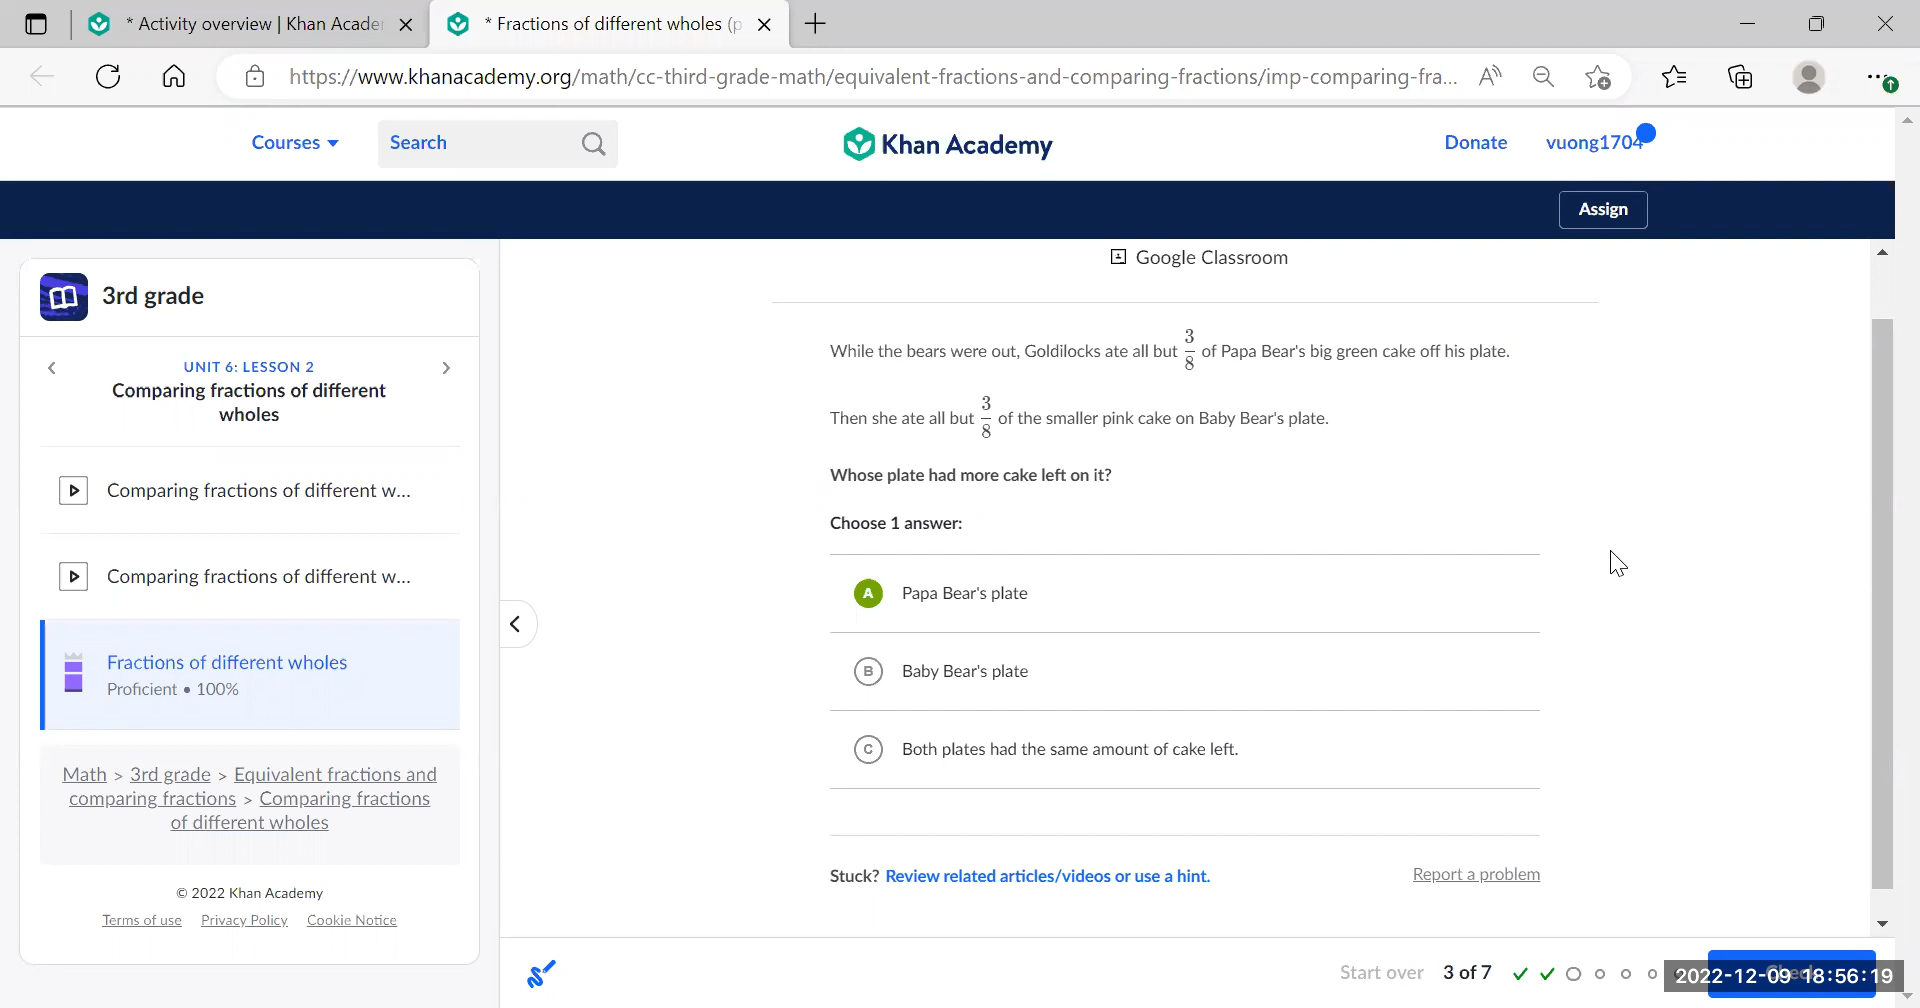 * Activity overview | Khan Acade
* Fractions of different wholes (p
https://www.khanacademy.org/math/cc-third-grade-math/equivalent-fractions-and-comparing-fractions/imp-comparing-fra...
Courses
Search
Khan Academy
Donate
vuong1704
Assign
3rd grade
UNIT 6: LESSON 2
Comparing fractions of different
wholes
Comparing fractions of different w...
Comparing fractions of different w...
Fractions of different wholes
Proficient • 100%
Math > 3rd grade > Equivalent fractions and
comparing fractions > Comparing fractions
of different wholes
© 2022 Khan Academy
Terms of use Privacy Policy Cookie Notice
Google Classroom
While the bears were out, Goldilocks ate all but 3/8 of Papa Bear's big green cake off his plate.
Then she ate all but 3/8 of the smaller pink cake on Baby Bear's plate.
Whose plate had more cake left on it?
Choose 1 answer:
A Papa Bear's plate
B Baby Bear's plate
C Both plates had the same amount of cake left.
Stuck? Review related articles/videos or use a hint.
Report a problem
Start over 3 of 7
2022-12-09 18:56:19